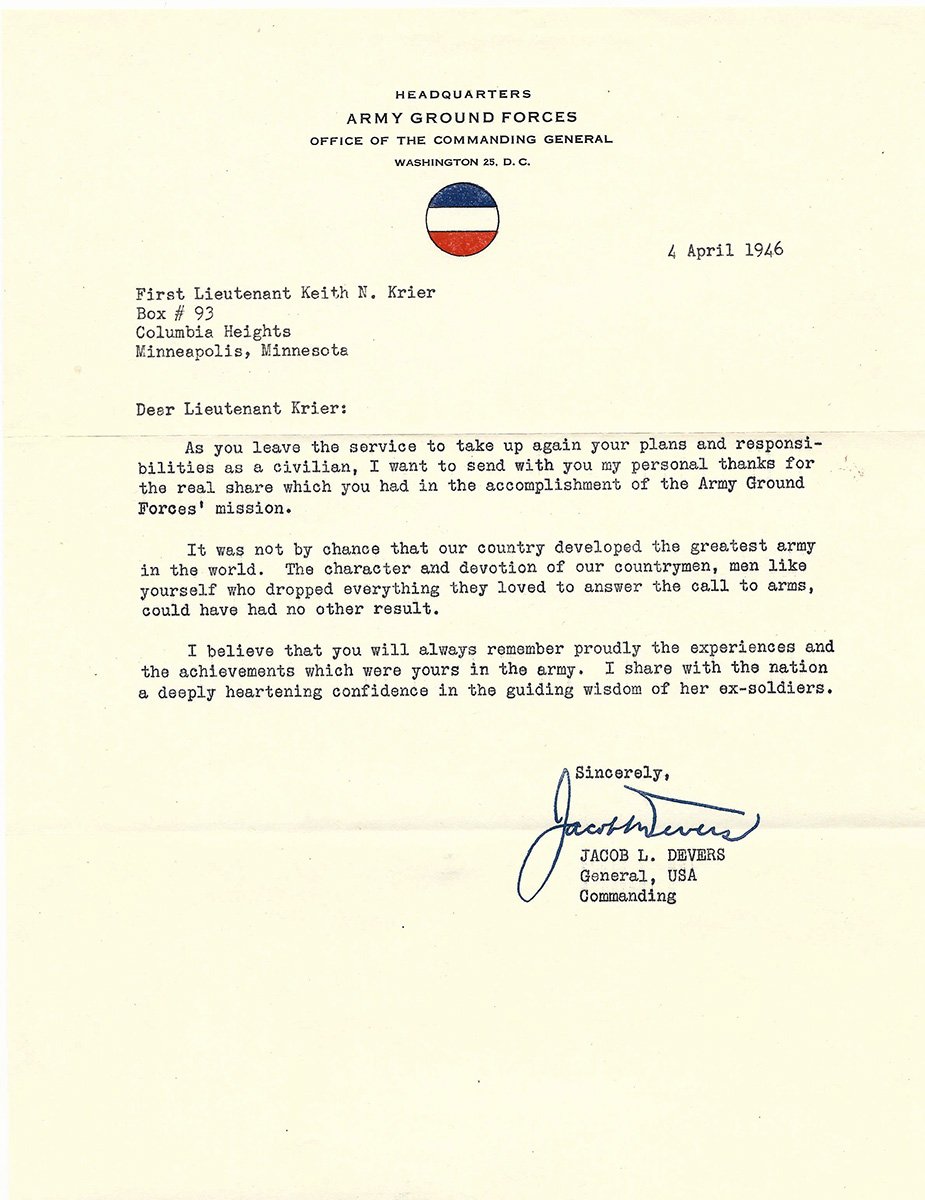 HEADQUARTERS
ARMY GROUND FORCES
OFFICE OF THE COMMANDING GENERAL
WASHINGTON 25, D. C.
4 April 1946
First Lieutenant Keith N. Krier
Box # 93
Columbia Heights
Minneapolis, Minnesota
Dear Lieutenant Krier:
As you leave the service to take up again your plans and responsi-
bilities as a civilian, I want to send with you my personal thanks for
the real share which you had in the accomplishment of the Army Ground
Forces' mission.
It was not by chance that our country developed the greatest army
in the world. The character and devotion of our countrymen, men like
yourself who dropped everything they loved to answer the call to arms,
could have had no other result.
I believe that you will always remember proudly the experiences and
the achievements which were yours in the army. I share with the nation
a deeply heartening confidence in the guiding wisdom of her ex-soldiers.
Sincerely,
Jacob L Devers
JACOB L. DEVERS
General, USA
Commanding